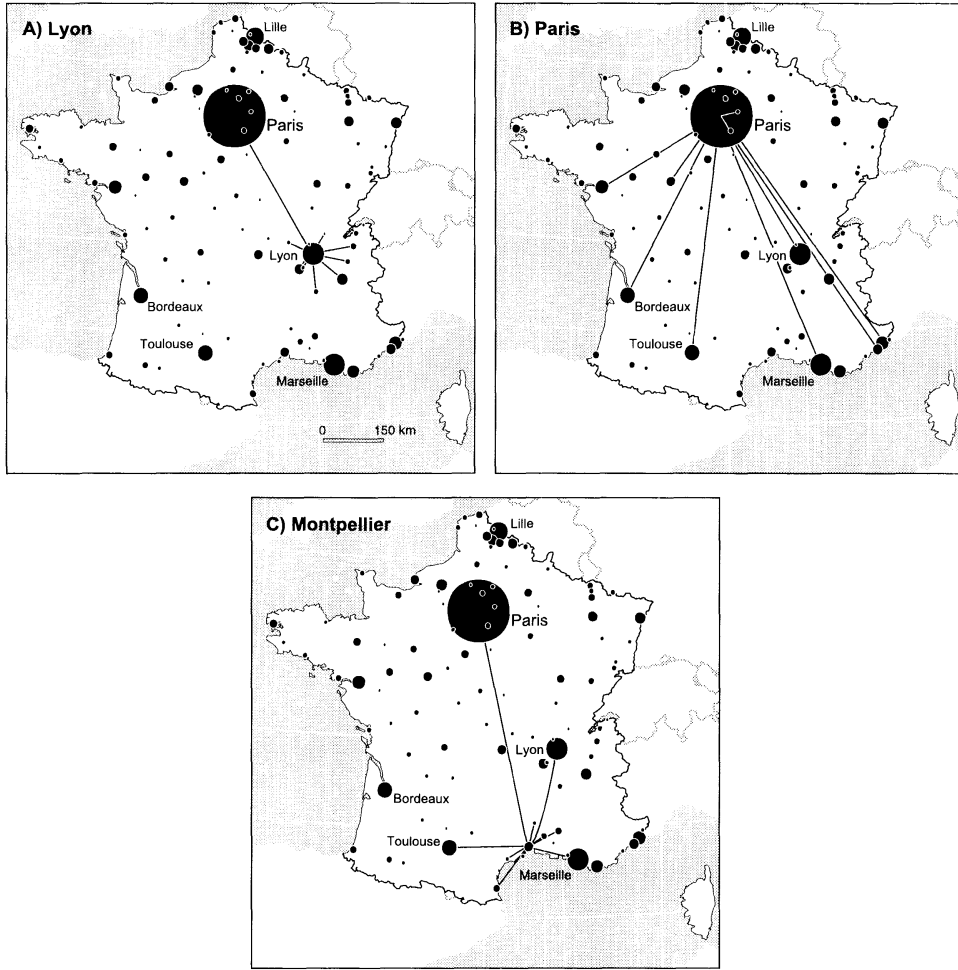 A) Lyon
Lille
Paris
Lyon
Bordeaux
Toulouse
Marseille
0 150 km
B) Paris
Lille
Paris
Lyon
Bordeaux
Toulouse
Marseille
C) Montpellier
Lille
Paris
Lyon
Bordeaux
Toulouse
Marseille